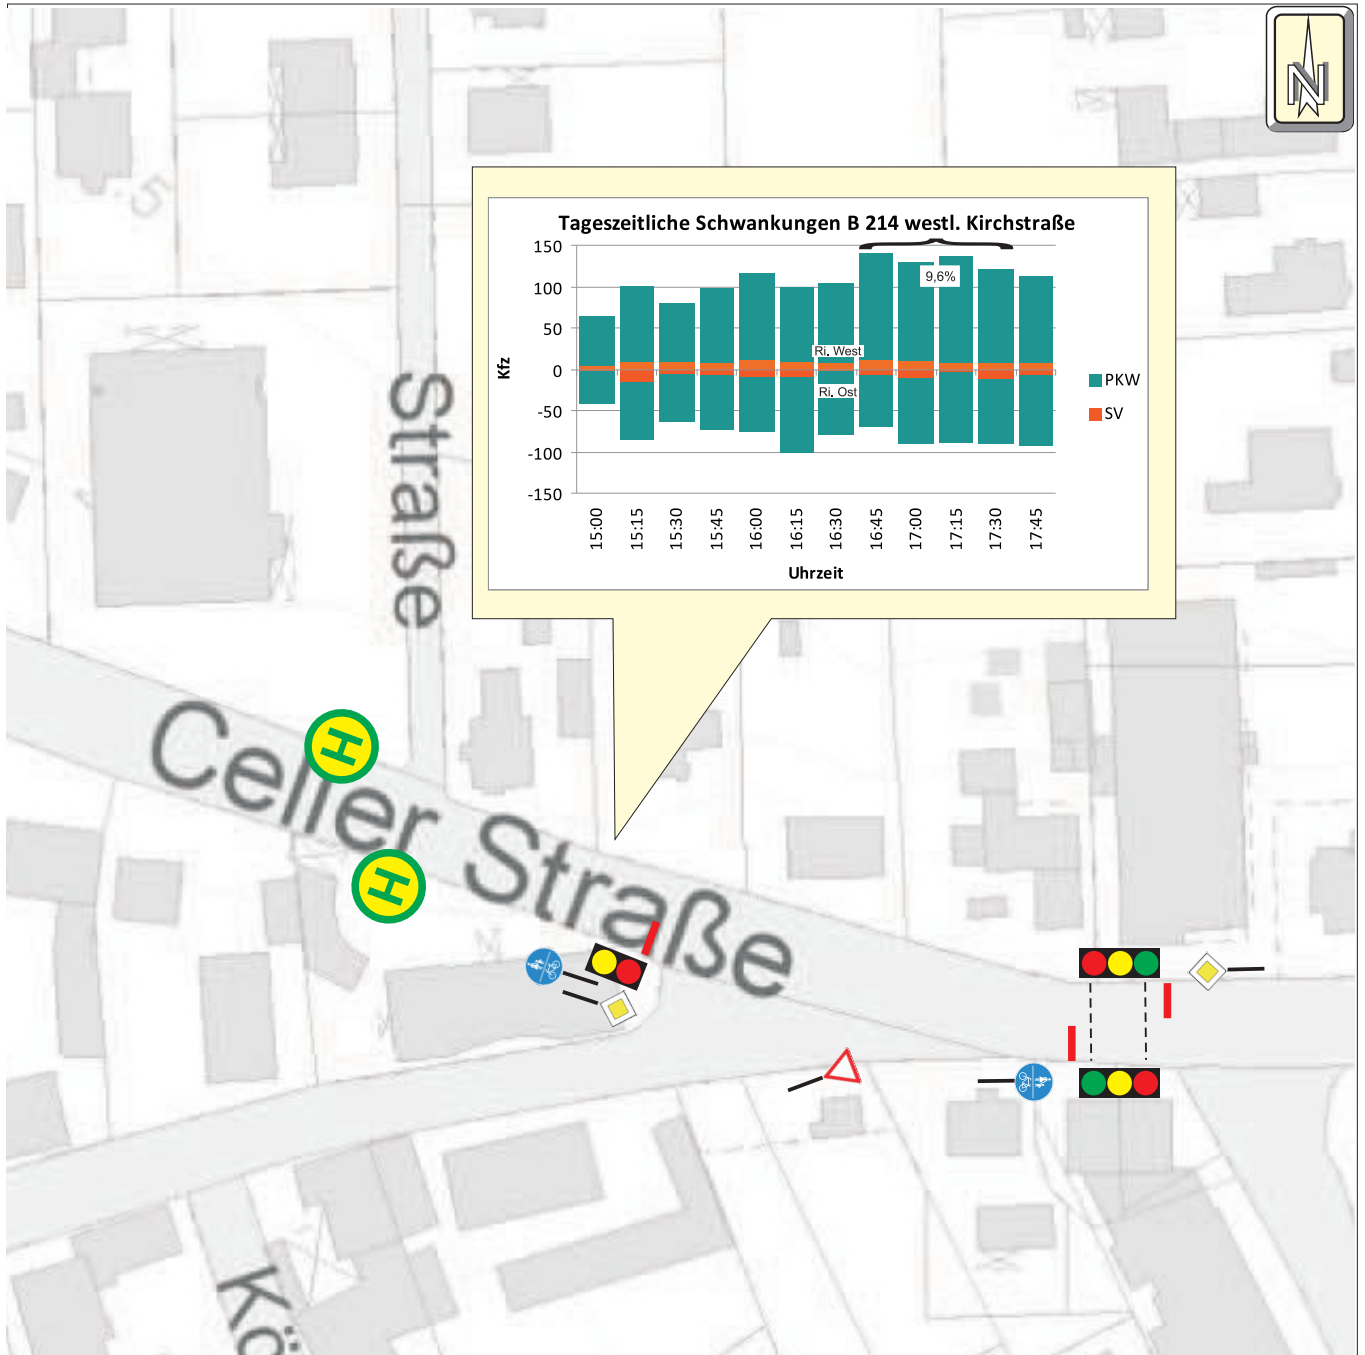 N
5
Tageszeitliche Schwankungen B 214 westl. Kirchstraße
150
100
50
0
-50
-100
-150
Kfz
9,6%
Ri. West
Ri. Ost
PKW
SV
15:00
15:15
15:30
15:45
16:00
16:15
16:30
16:45
17:00
17:15
17:30
17:45
Uhrzeit
Straße
Celler Straße
H
H
Kö